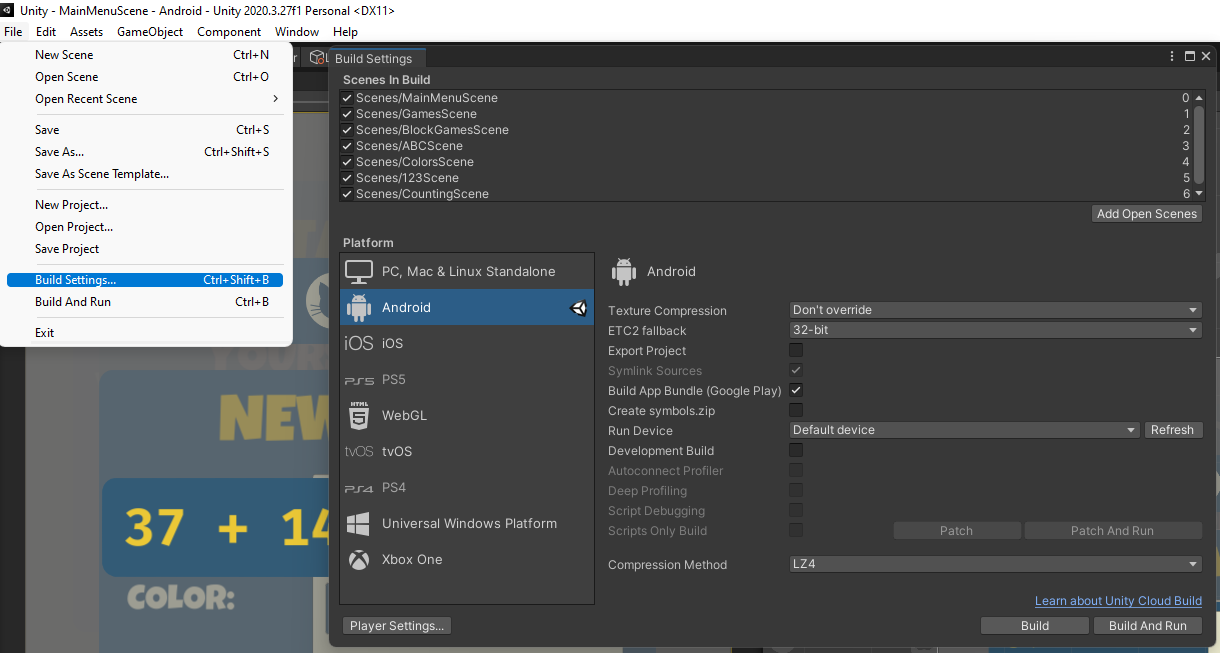 Unity - MainMenuScene - Android - Unity 2020.3.27f1 Personal <DX11>
File Edit Assets GameObject Component Window Help
New Scene Ctrl+N
Open Scene Ctrl+O
Open Recent Scene >
Save Ctrl+S
Save As... Ctrl+Shift+S
Save As Scene Template...
New Project...
Open Project...
Save Project
Build Settings... Ctrl+Shift+B
Build And Run Ctrl+B
Exit
Build Settings
Scenes In Build
Scenes/MainMenuScene 0
Scenes/GamesScene 1
Scenes/BlockGamesScene 2
Scenes/ABCScene 3
Scenes/ColorsScene 4
Scenes/123Scene 5
Scenes/CountingScene 6
Add Open Scenes
Platform
PC, Mac & Linux Standalone
Android
iOS iOS
PS5 PS5
HTML
5 WebGL
tvOS tvOS
PS4 PS4
Universal Windows Platform
Xbox One
Player Settings...
Android
Texture Compression Don't override
ETC2 fallback 32-bit
Export Project
Symlink Sources
Build App Bundle (Google Play)
Create symbols.zip
Run Device Default device Refresh
Development Build
Autoconnect Profiler
Deep Profiling
Script Debugging
Scripts Only Build Patch Patch And Run
Compression Method LZ4
Learn about Unity Cloud Build
Build Build And Run
YOUR
NEW
37 + 14
COLOR: